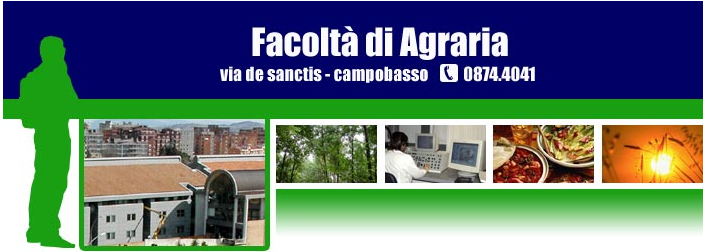 Facoltà di Agraria
via de sanctis - campobasso 0874.4041